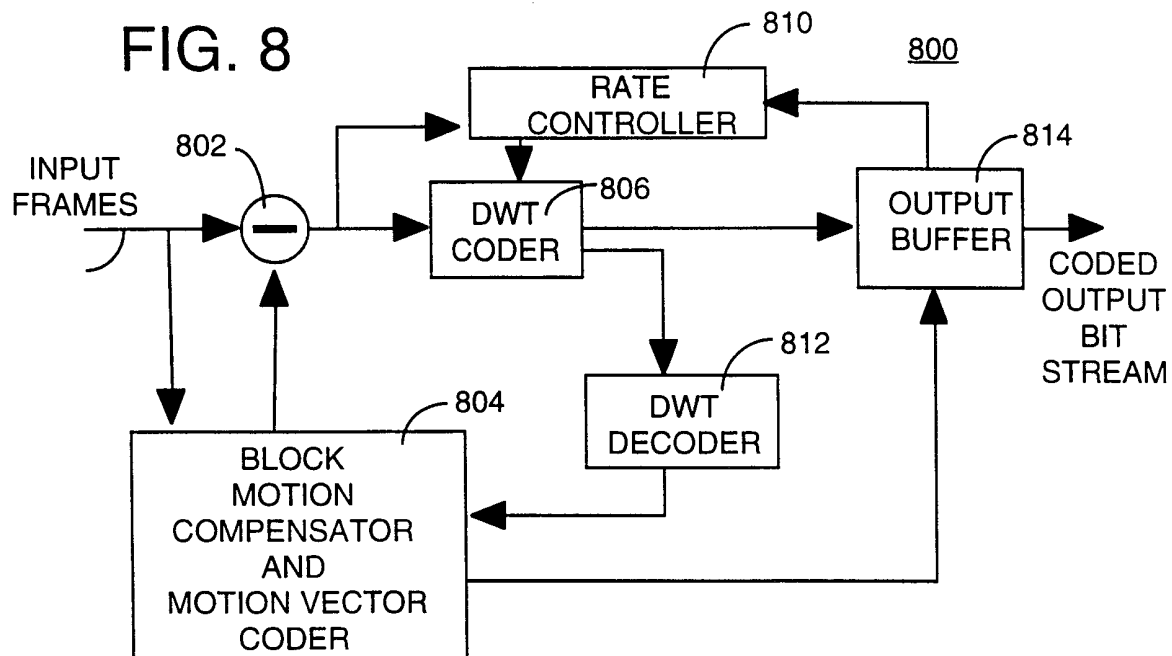 FIG. 8
810
800
RATE
CONTROLLER
802
814
INPUT
FRAMES
806
DWT
CODER
OUTPUT
BUFFER
CODED
OUTPUT
BIT
STREAM
812
DWT
DECODER
804
BLOCK
MOTION
COMPENSATOR
AND
MOTION VECTOR
CODER